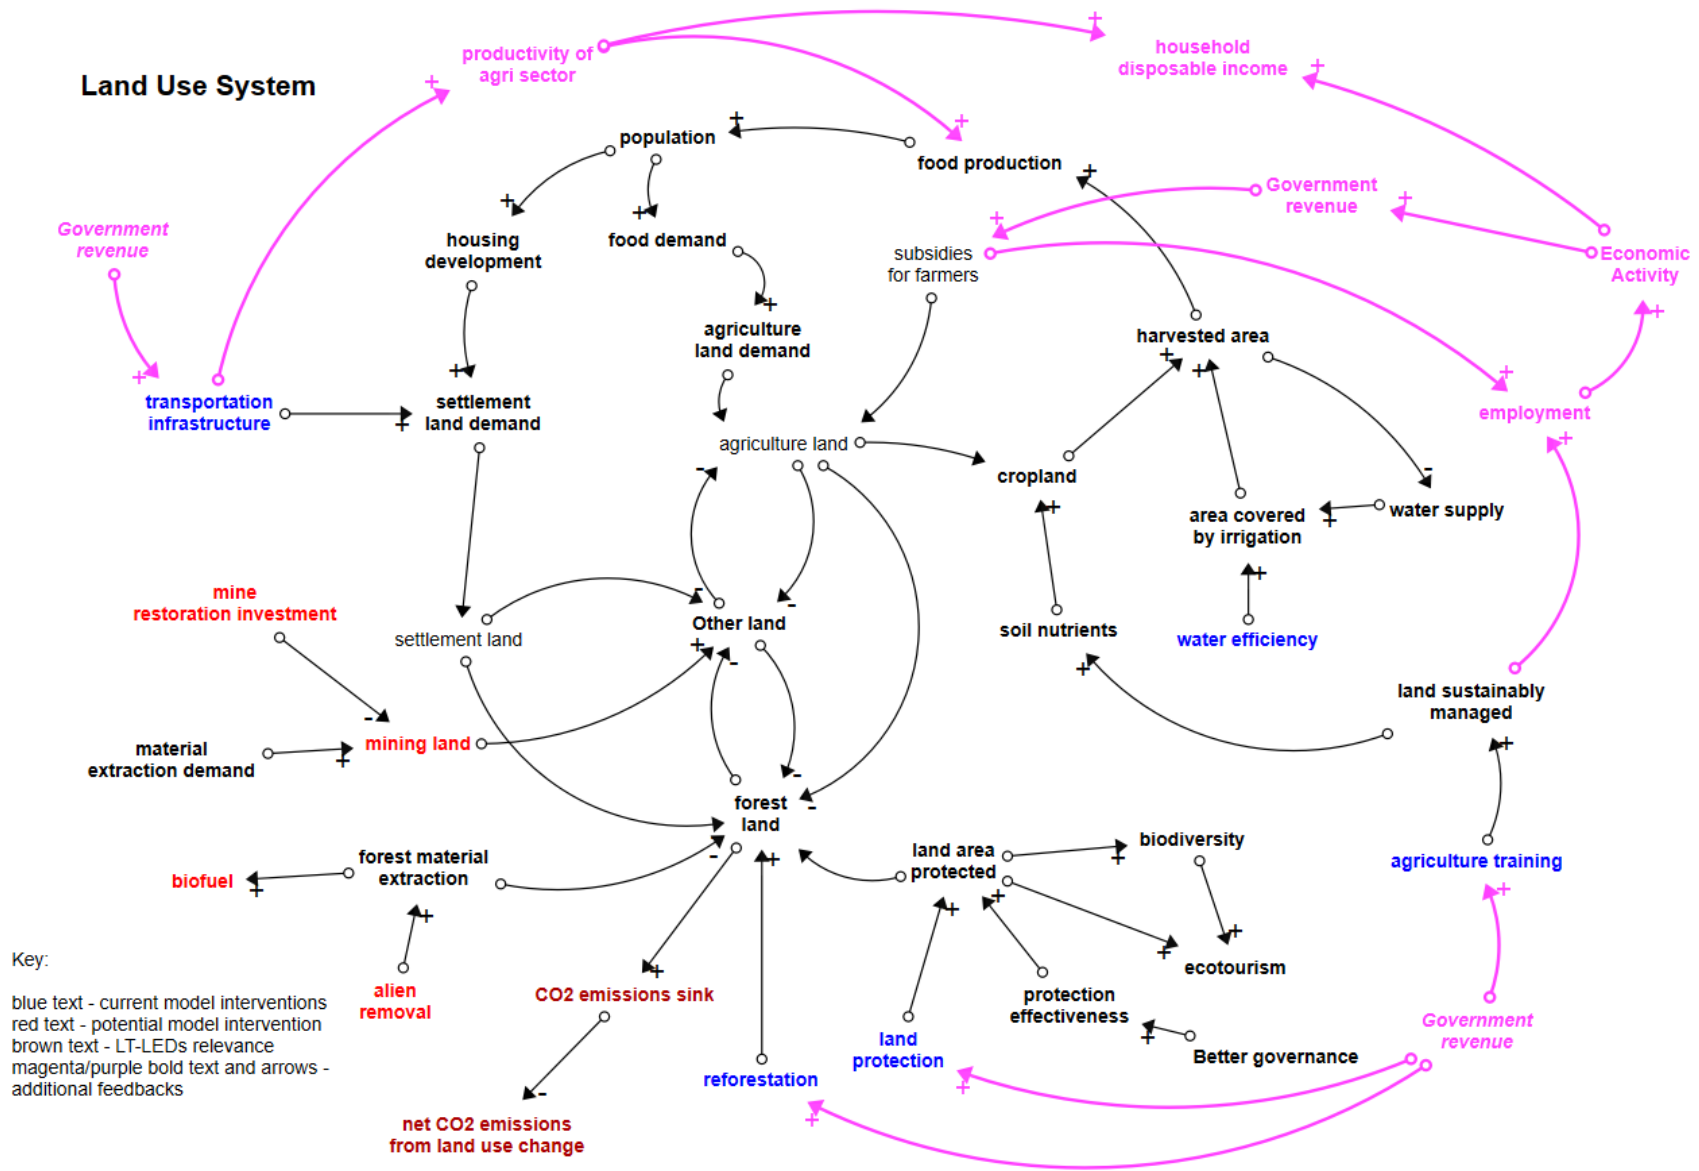 Land Use System
productivity of
agri sector
household
disposable income
population
food production
Government
revenue
Government
revenue
housing
development
food demand
subsidies
for farmers
Economic
Activity
agriculture
land demand
harvested area
transportation
infrastructure
settlement
land demand
employment
agriculture land
cropland
area covered
by irrigation
water supply
mine
restoration investment
settlement land
Other land
soil nutrients
water efficiency
land sustainably
managed
material
extraction demand
mining land
forest
land
biodiversity
land area
protected
agriculture training
forest material
extraction
biofuel
ecotourism
alien
removal
CO2 emissions sink
protection
effectiveness
Better governance
Government
revenue
land
protection
reforestation
net CO2 emissions
from land use change
Key:
blue text - current model interventions
red text - potential model intervention
brown text - LT-LEDs relevance
magenta/purple bold text and arrows -
additional feedbacks